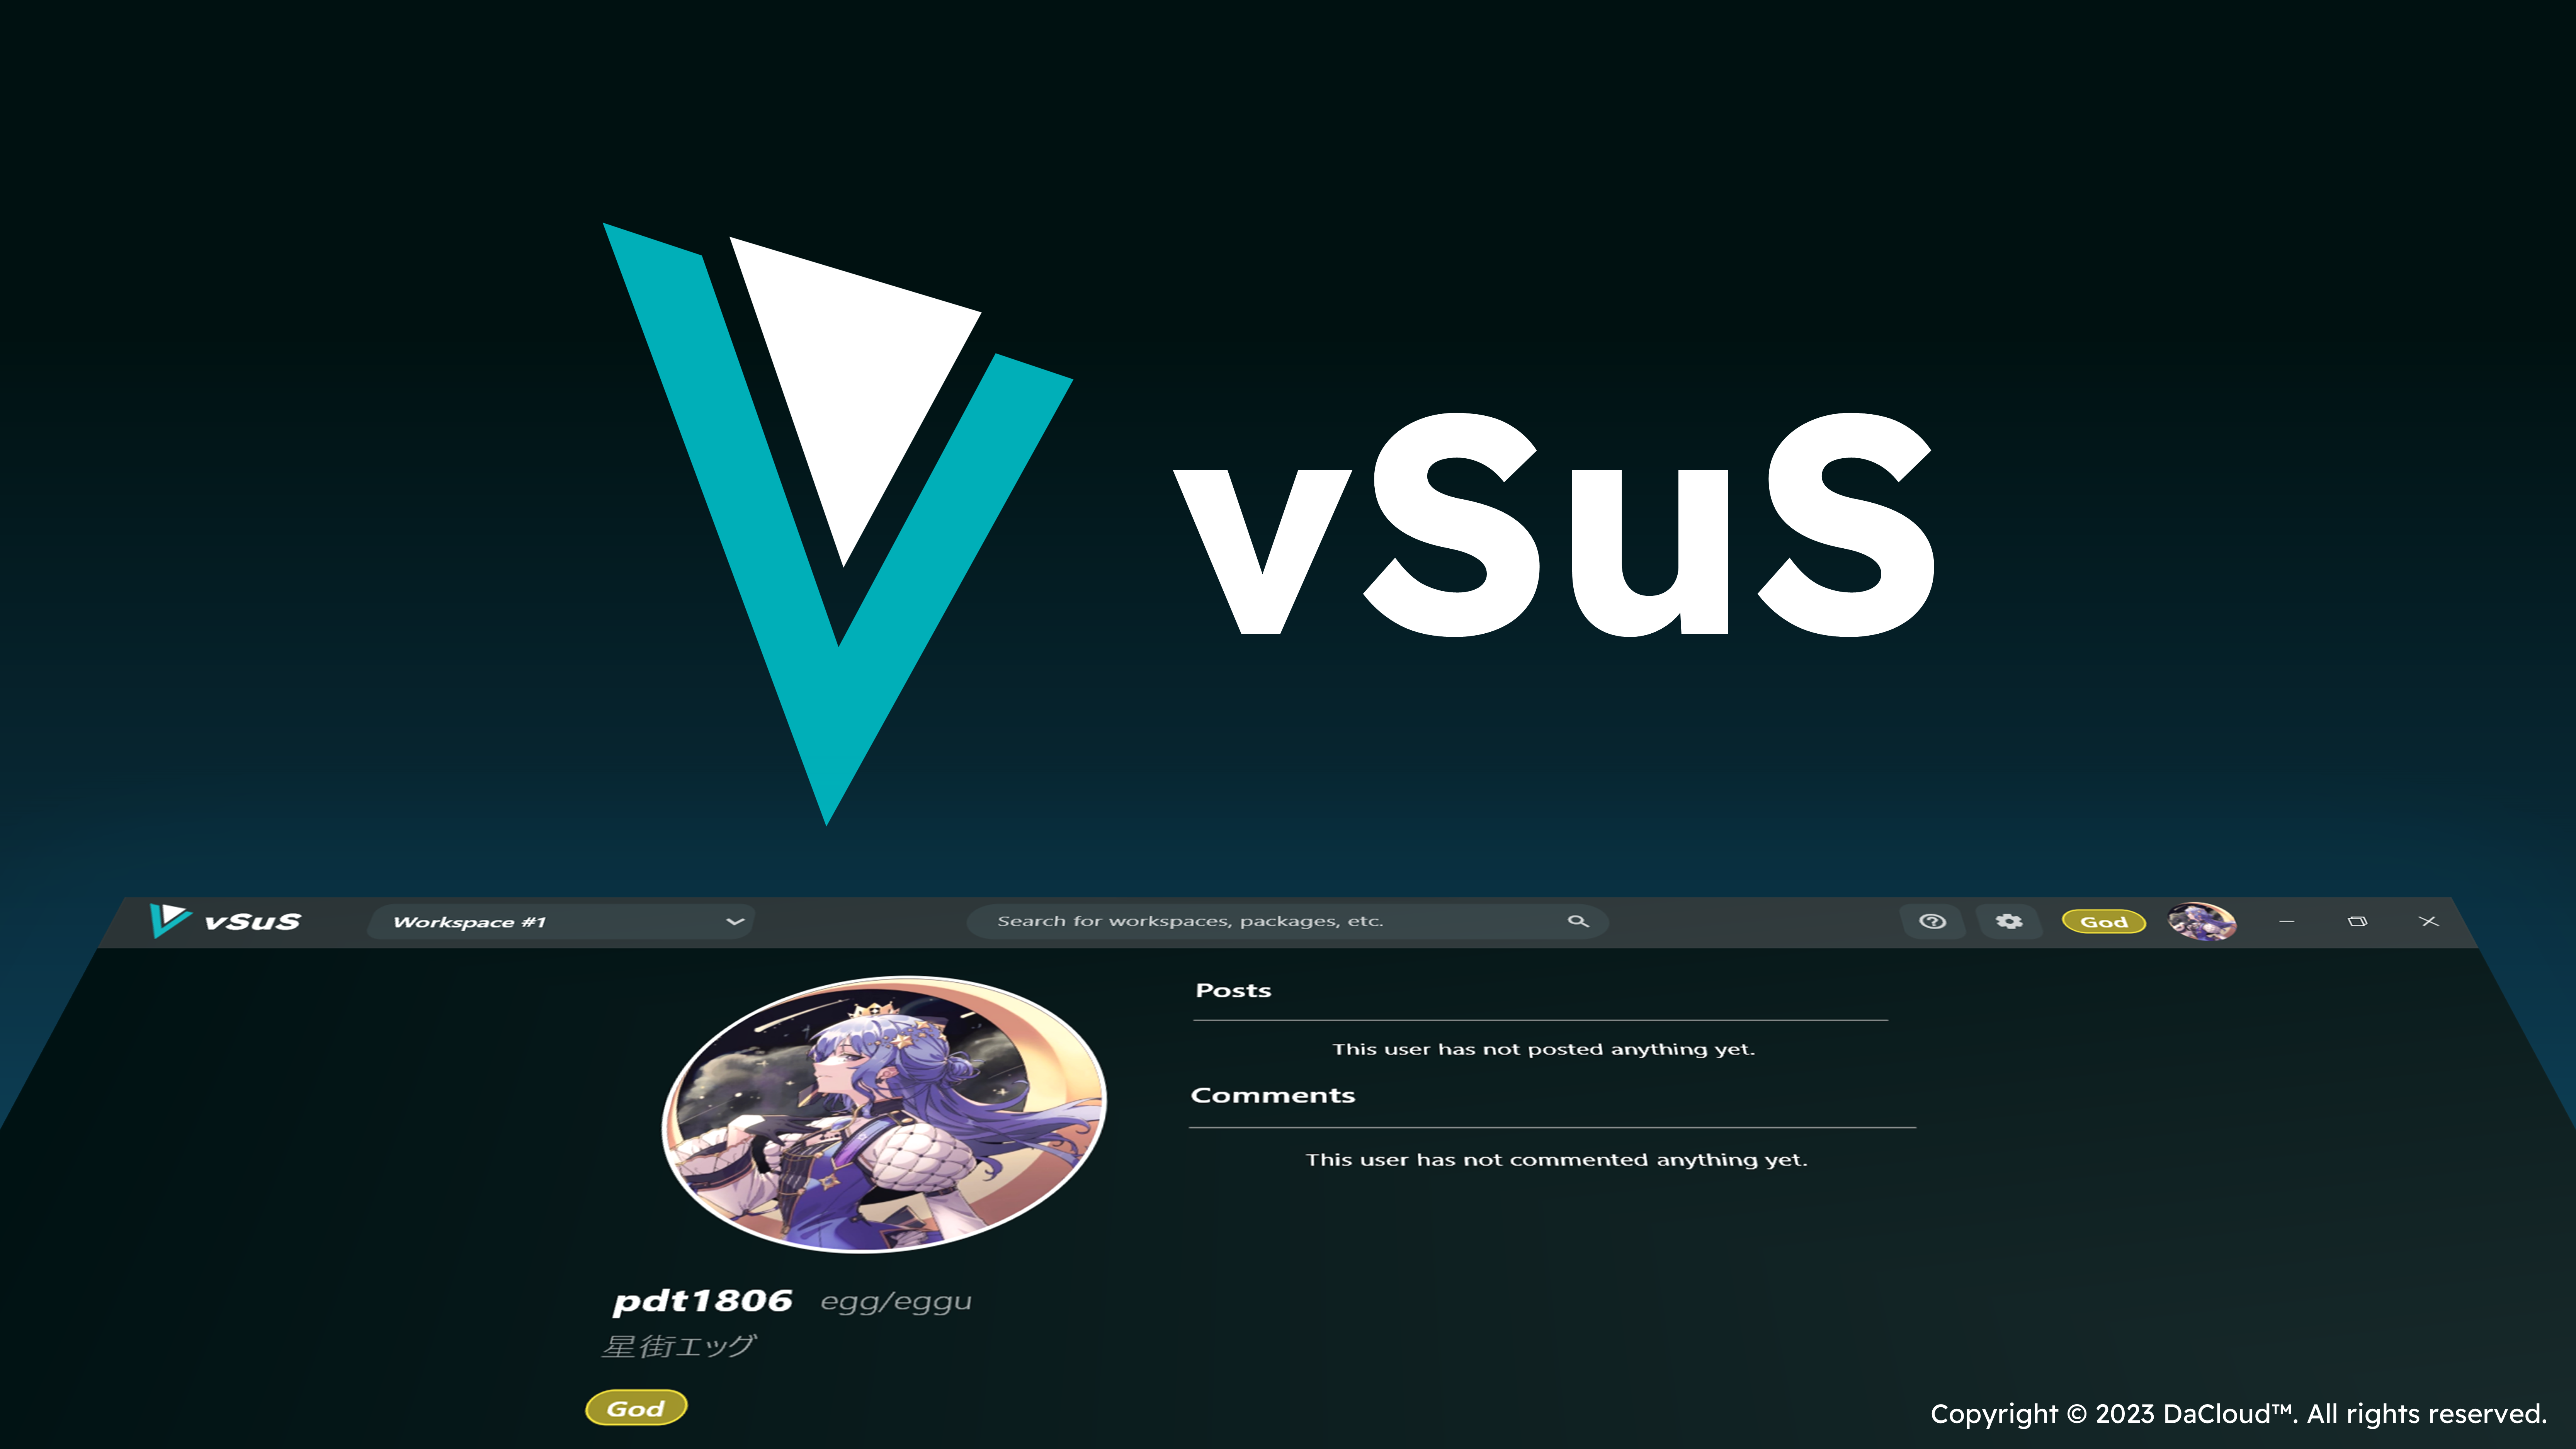 vSuS
vSuS
Workspace #1
Search for workspaces, packages, etc.
God
Posts
This user has not posted anything yet.
Comments
This user has not commented anything yet.
pdt1806 egg/eggu
星街エッグ
God
Copyright © 2023 DaCloud™. All rights reserved.